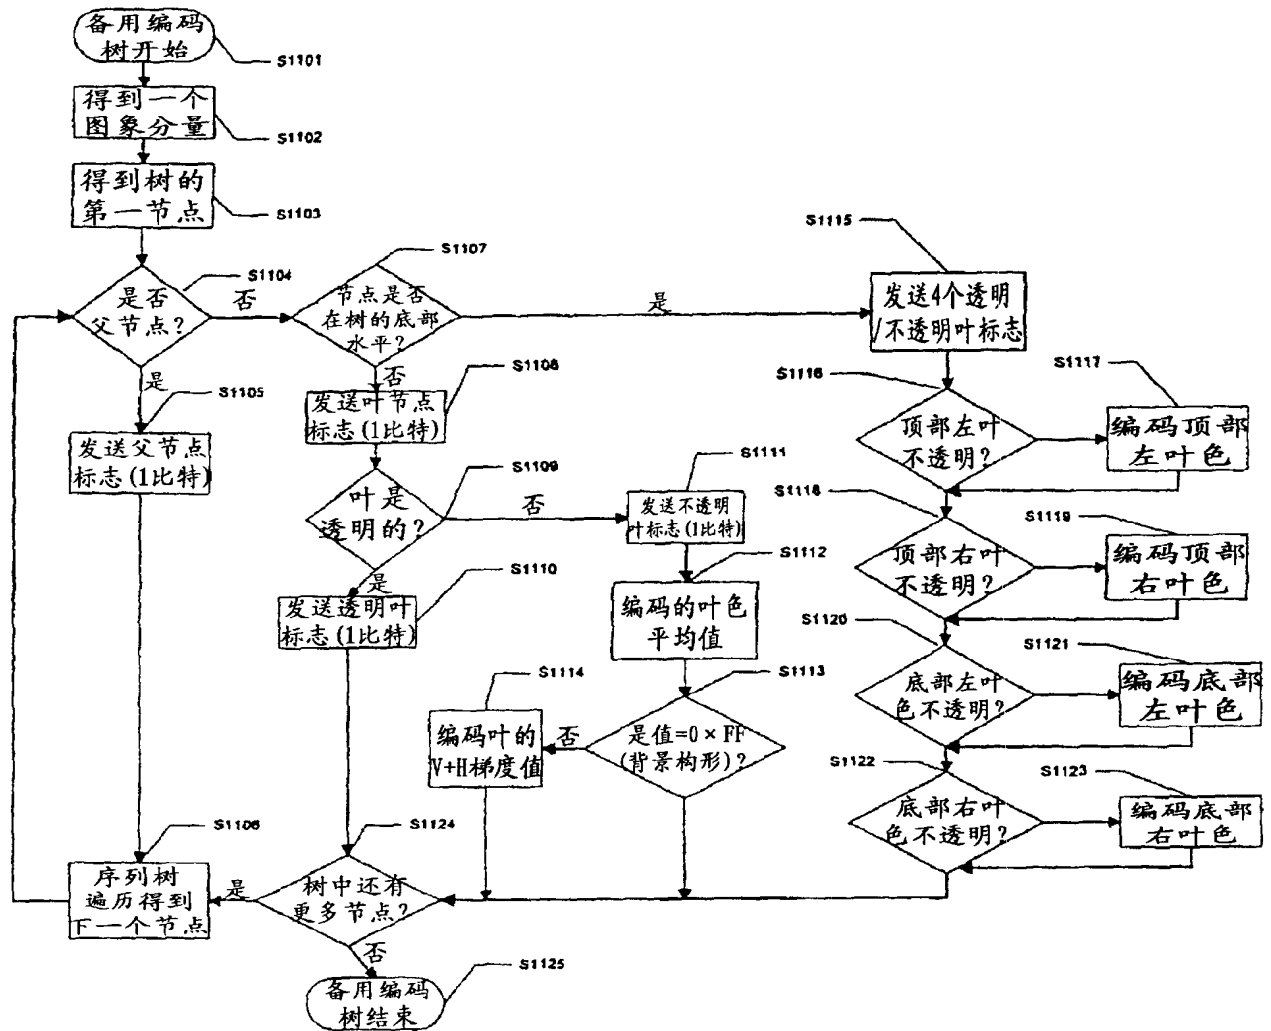 备用编码
树开始
S1101
得到一个
图象分量
S1102
得到树的
第一节点
S1103
是否
父节点?
S1104
否
是
发送父节点
标志(1比特)
S1105
序列树
遍历得到
下一个节点
S1106
节点是否
在树的底部
水平?
S1107
是
否
发送叶节点
标志(1比特)
S1108
叶是
透明的?
S1109
否
是
发送透明叶
标志(1比特)
S1110
发送不透明
叶标志(1比特)
S1111
编码的叶色
平均值
S1112
是值=0×FF
(背景构形)?
S1113
否
编码叶的
V+H梯度值
S1114
发送4个透明
/不透明叶标志
S1115
顶部左叶
不透明?
S1116
编码顶部
左叶色
S1117
顶部右叶
不透明?
S1118
编码顶部
右叶色
S1119
底部左叶
色不透明?
S1120
编码底部
左叶色
S1121
底部右叶
色不透明?
S1122
编码底部
右叶色
S1123
树中还有
更多节点?
S1124
是
否
备用编码
树结束
S1125